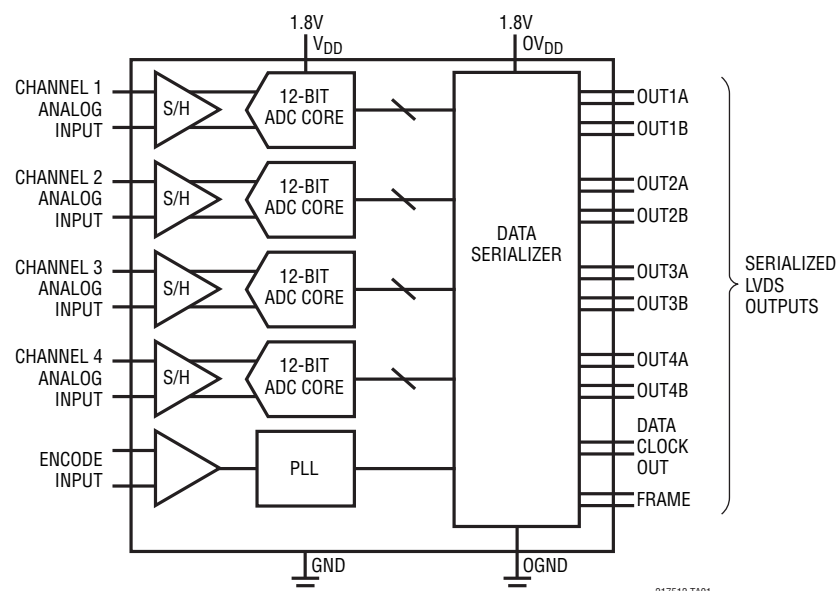 1.8V
VDD
1.8V
OVDD
CHANNEL 1
ANALOG
INPUT
S/H
12-BIT
ADC CORE
OUT1A
OUT1B
CHANNEL 2
ANALOG
INPUT
S/H
12-BIT
ADC CORE
OUT2A
OUT2B
DATA
SERIALIZER
CHANNEL 3
ANALOG
INPUT
S/H
12-BIT
ADC CORE
OUT3A
OUT3B
SERIALIZED
LVDS
OUTPUTS
CHANNEL 4
ANALOG
INPUT
S/H
12-BIT
ADC CORE
OUT4A
OUT4B
ENCODE
INPUT
PLL
DATA
CLOCK
OUT
FRAME
GND
OGND